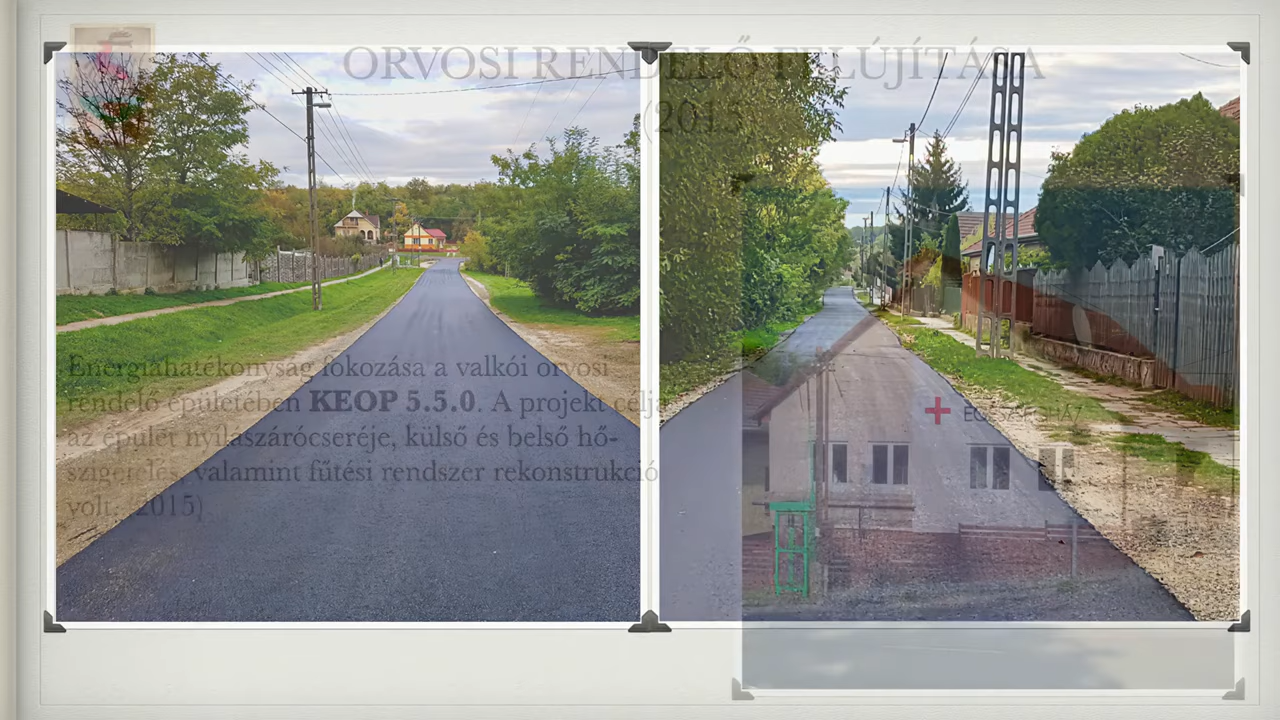 ORVOSI RENDELŐ FELÚJÍTÁSA
(2015
Energiahatékonyság fokozása a valkói orvosi
rendelő épületében KEOP 5.5.0. A projekt célja
az épület nyílászárócseréje, külső és belső hő-
szigetelés, valamint fűtési rendszer rekonstrukció
volt. (2015)
EGÉSZSÉGHÁZ